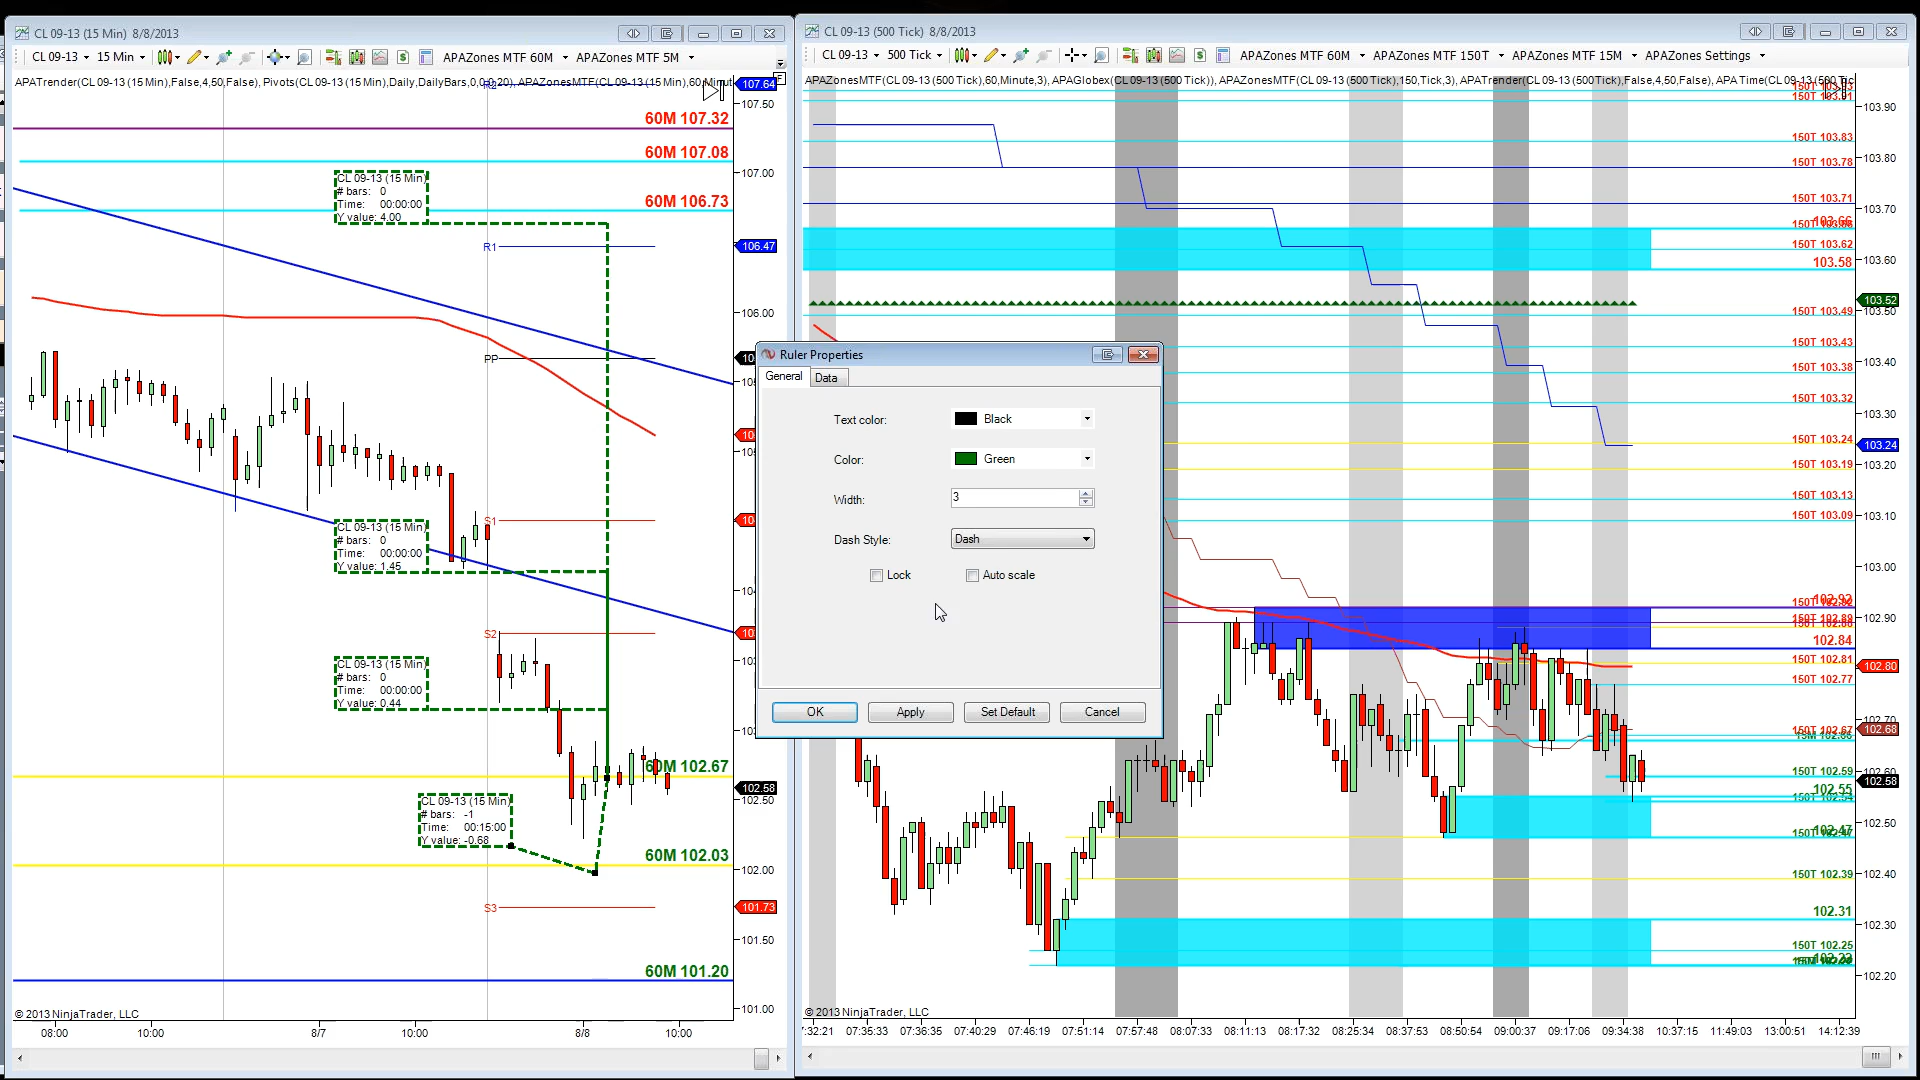 CL 09-13 (15 Min)  8/8/2013
CL 09-13
15 Min
APAZones MTF 60M
APAZones MTF 5M
APATrender(CL 09-13 (15 Min),False,4,50,False), Pivots(CL 09-13 (15 Min),Daily,DailyBars,0,0,0,20), APAZonesMTF(CL 09-13 (15 Min),60,Minut
F
107.64
107.50
60M 107.32
60M 107.08
107.00
60M 106.73
CL 09-13 (15 Min)
# bars: 0
Time: 00:00:00
Y value: 4.00
R1
106.47
106.00
PP
S1
CL 09-13 (15 Min)
# bars: 0
Time: 00:00:00
Y value: 1.45
S2
CL 09-13 (15 Min)
# bars: 0
Time: 00:00:00
Y value: 0.44
60M 102.67
102.58
102.50
CL 09-13 (15 Min)
# bars: -1
Time: 00:15:00
Y value: -0.68
60M 102.03
102.00
S3
101.73
101.50
60M 101.20
101.00
© 2013 NinjaTrader, LLC
08:00
10:00
8/7
10:00
8/8
10:00
CL 09-13 (500 Tick)  8/8/2013
CL 09-13
500 Tick
APAZones MTF 60M
APAZones MTF 150T
APAZones MTF 15M
APAZones Settings
APAZonesMTF(CL 09-13 (500 Tick),60,Minute,3), APAGlobex(CL 09-13 (500 Tick)), APAZonesMTF(CL 09-13 (500 Tick),150,Tick,3), APATrender(CL 09-13 (500 Tick),False,4,50,False), APATime(CL 09-13 (500 Tic
150T 103.91
103.90
150T 103.83
103.80
150T 103.78
150T 103.71
103.70
103.66
150T 103.62
103.60
103.58
103.52
150T 103.49
150T 103.43
103.40
150T 103.38
150T 103.32
103.30
150T 103.24
103.24
150T 103.19
103.20
150T 103.13
150T 103.09
103.10
103.00
102.92
102.90
102.84
150T 102.81
102.80
150T 102.77
102.70
150T 102.67
102.68
150T 102.59
102.60
102.58
102.55
102.50
102.47
150T 102.39
102.40
102.31
102.30
150T 102.25
102.20
© 2013 NinjaTrader, LLC
7:32:21
07:35:33
07:36:35
07:40:29
07:46:19
07:51:14
07:57:48
08:07:33
08:11:13
08:17:32
08:25:34
08:37:53
08:50:54
09:00:37
09:17:06
09:34:38
10:37:15
11:49:03
13:00:51
14:12:39
Ruler Properties
General
Data
Text color:
Black
Color:
Green
Width:
3
Dash Style:
Dash
Lock
Auto scale
OK
Apply
Set Default
Cancel